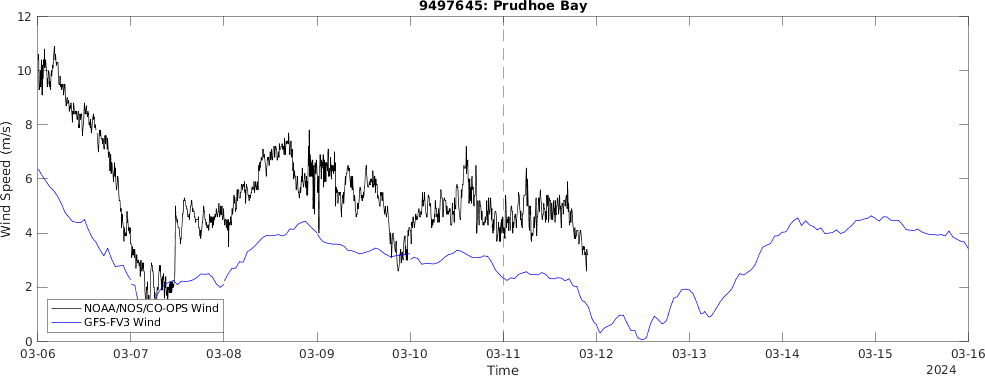 9497645: Prudhoe Bay
12
10
8
6
4
2
0
Wind Speed (m/s)
NOAA/NOS/CO-OPS Wind
GFS-FV3 Wind
03-06 03-07 03-08 03-09 03-10 03-11 03-12 03-13 03-14 03-15 03-16
Time
2024